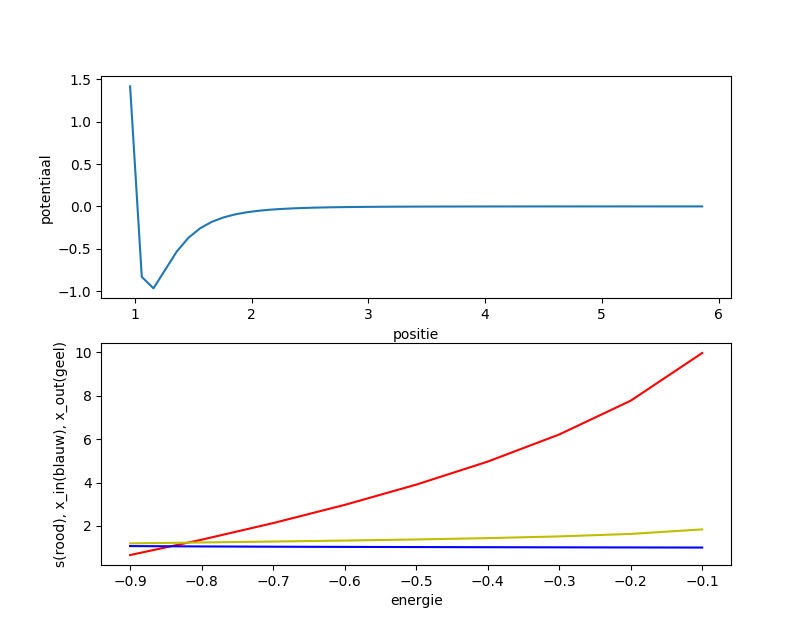 1.5
1.0
0.5
0.0
−0.5
−1.0
potentiaal
1 2 3 4 5 6
positie
10
8
6
4
2
s(rood), x_in(blauw), x_out(geel)
−0.9 −0.8 −0.7 −0.6 −0.5 −0.4 −0.3 −0.2 −0.1
energie